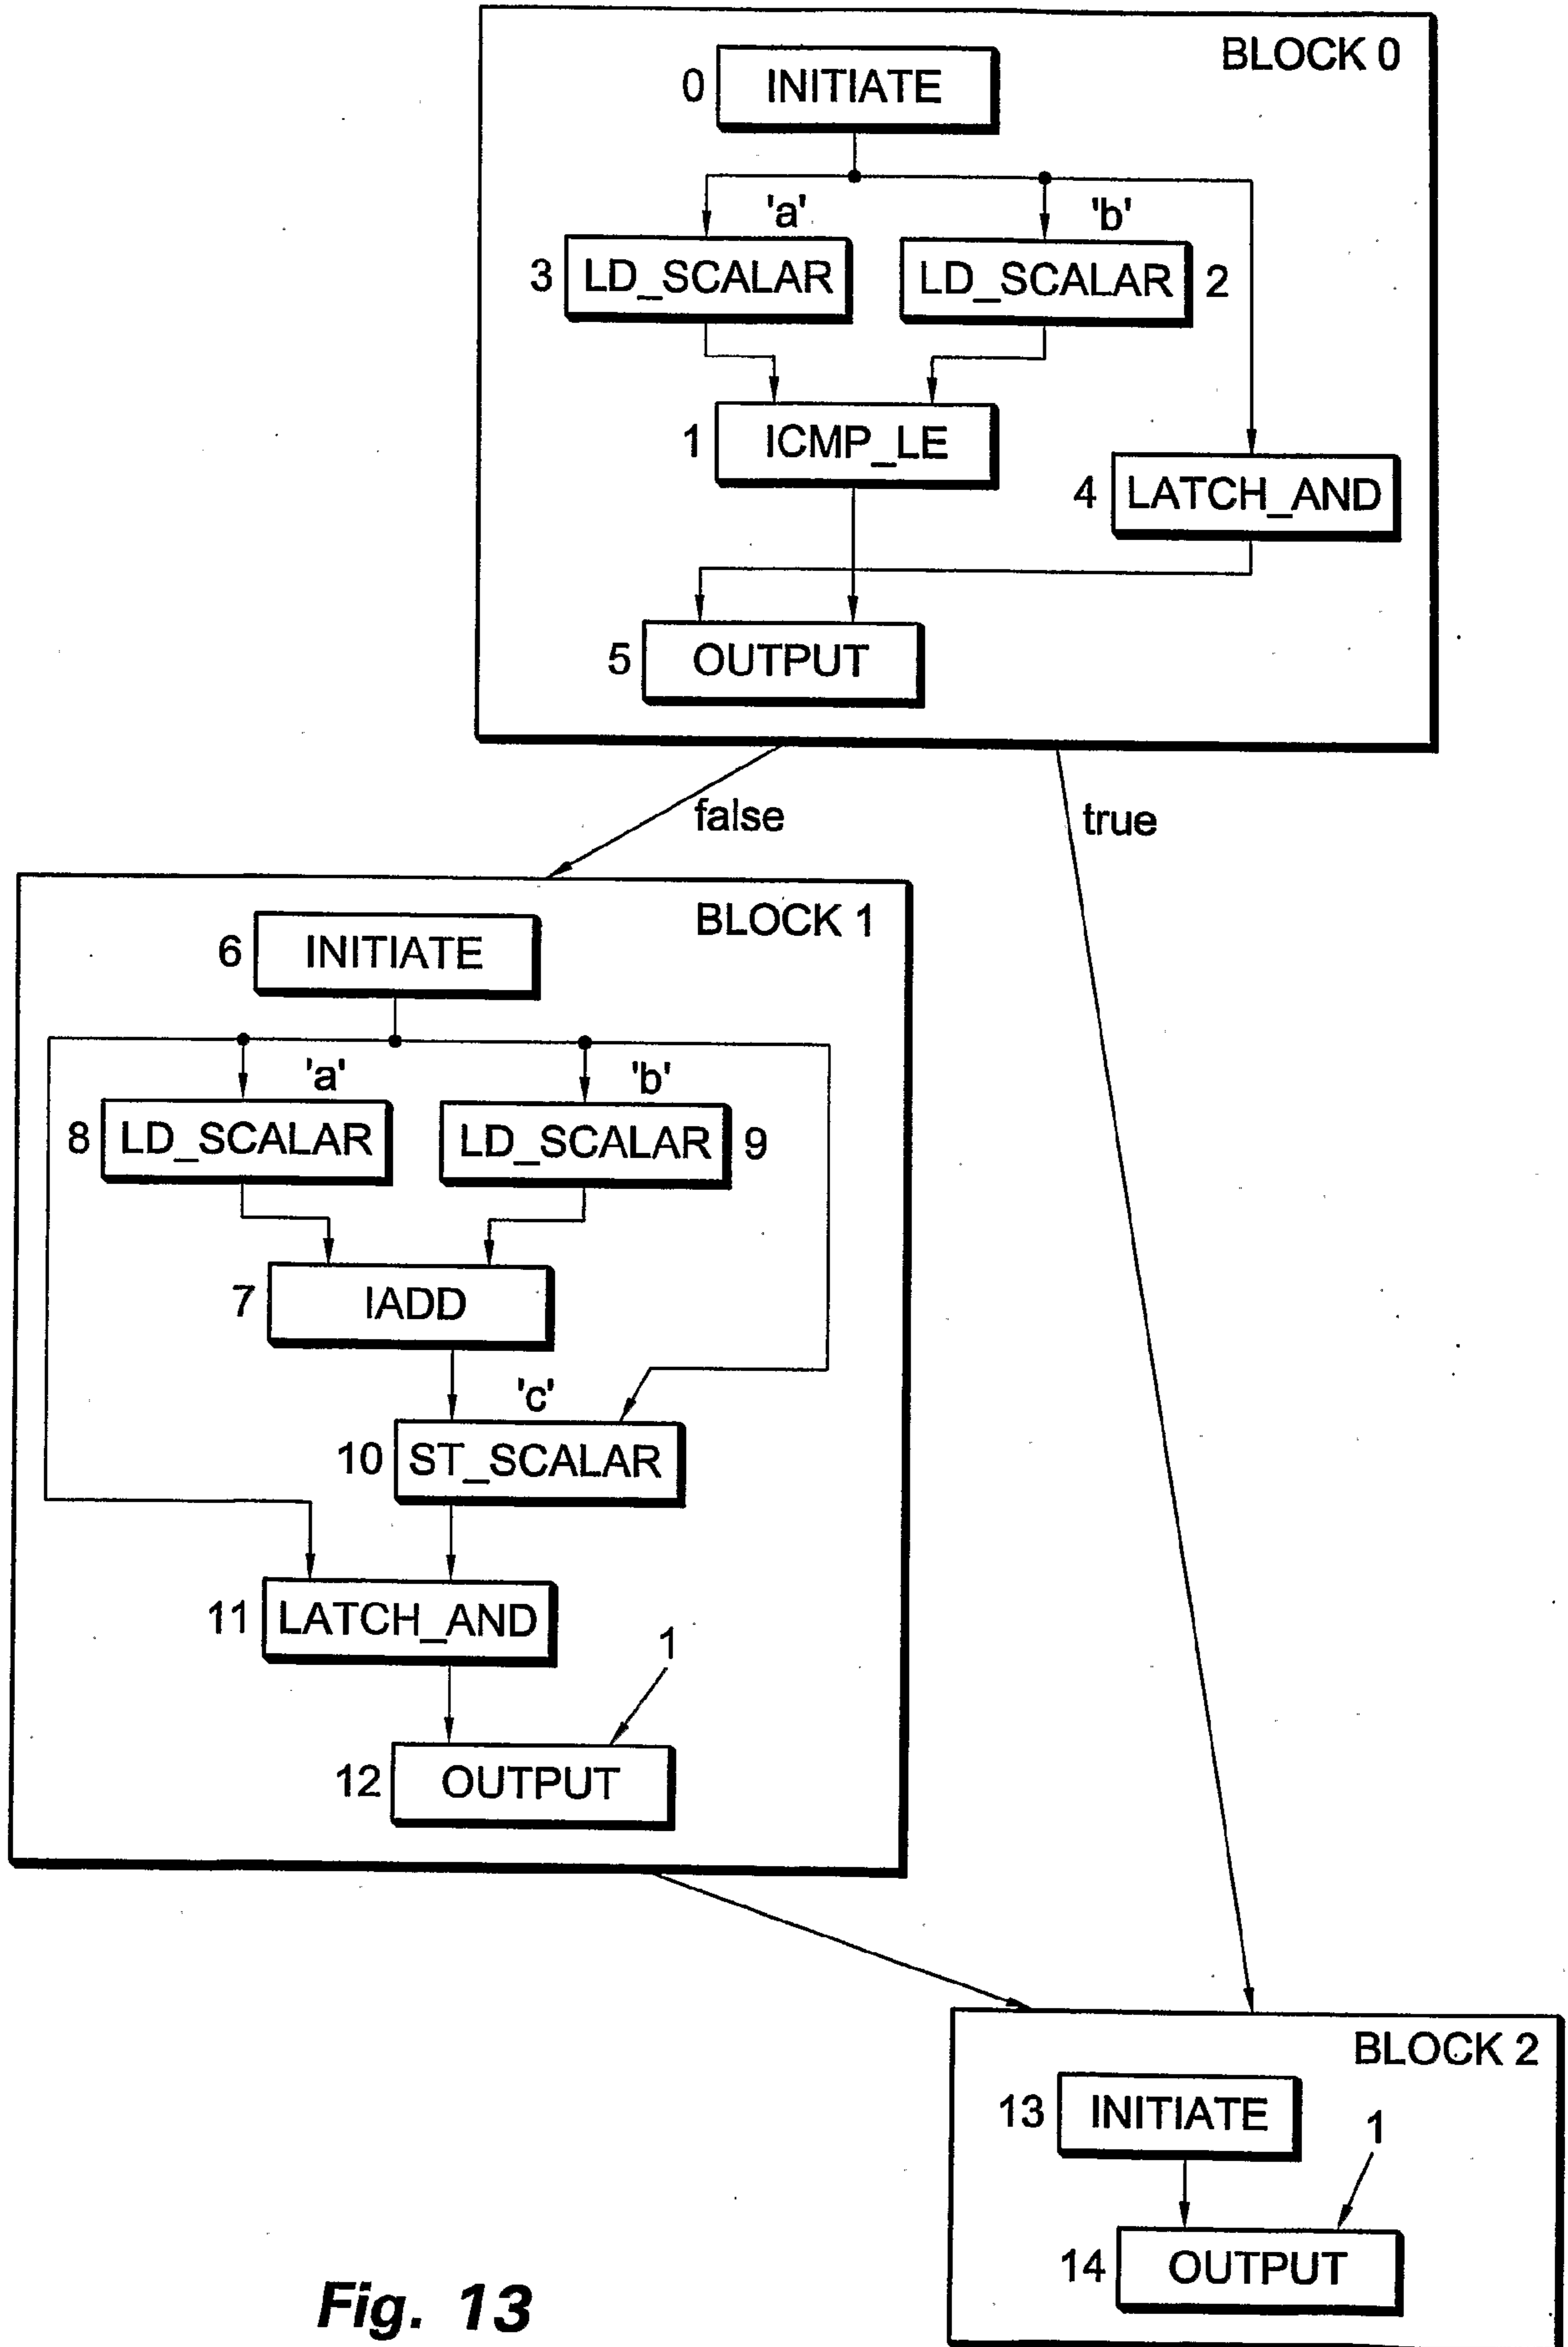 BLOCK 0
0 INITIATE
'a' 'b'
3 LD_SCALAR LD_SCALAR 2
1 ICMP_LE
4 LATCH_AND
5 OUTPUT
false true
BLOCK 1
6 INITIATE
'a' 'b'
8 LD_SCALAR LD_SCALAR 9
7 IADD
'c'
10 ST_SCALAR
11 LATCH_AND
1
12 OUTPUT
BLOCK 2
13 INITIATE
1
14 OUTPUT
Fig. 13